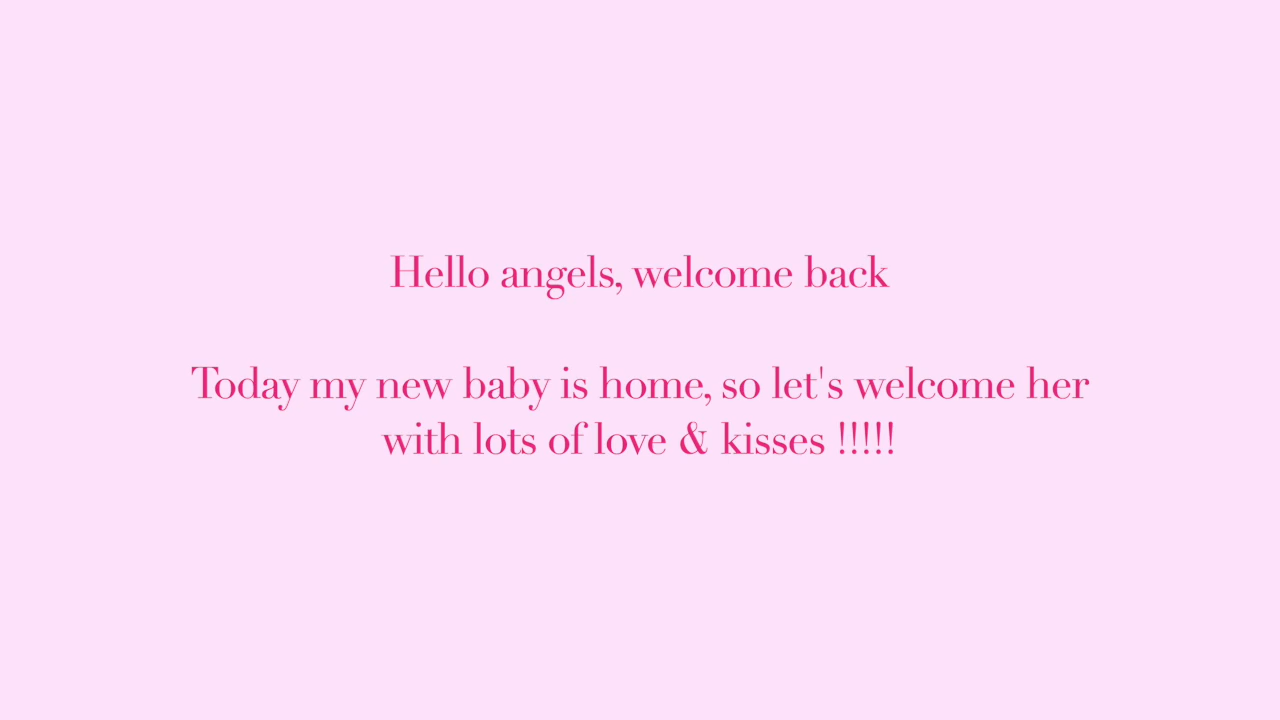 Hello angels, welcome back
Today my new baby is home, so let's welcome her
with lots of love & kisses !!!!!